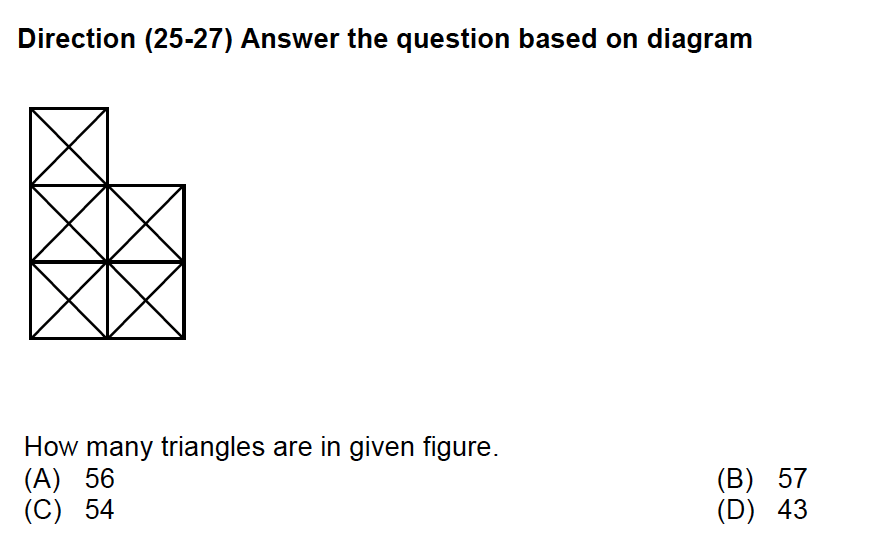 Direction (25-27) Answer the question based on diagram
How many triangles are in given figure.
(A) 56 (B) 57
(C) 54 (D) 43